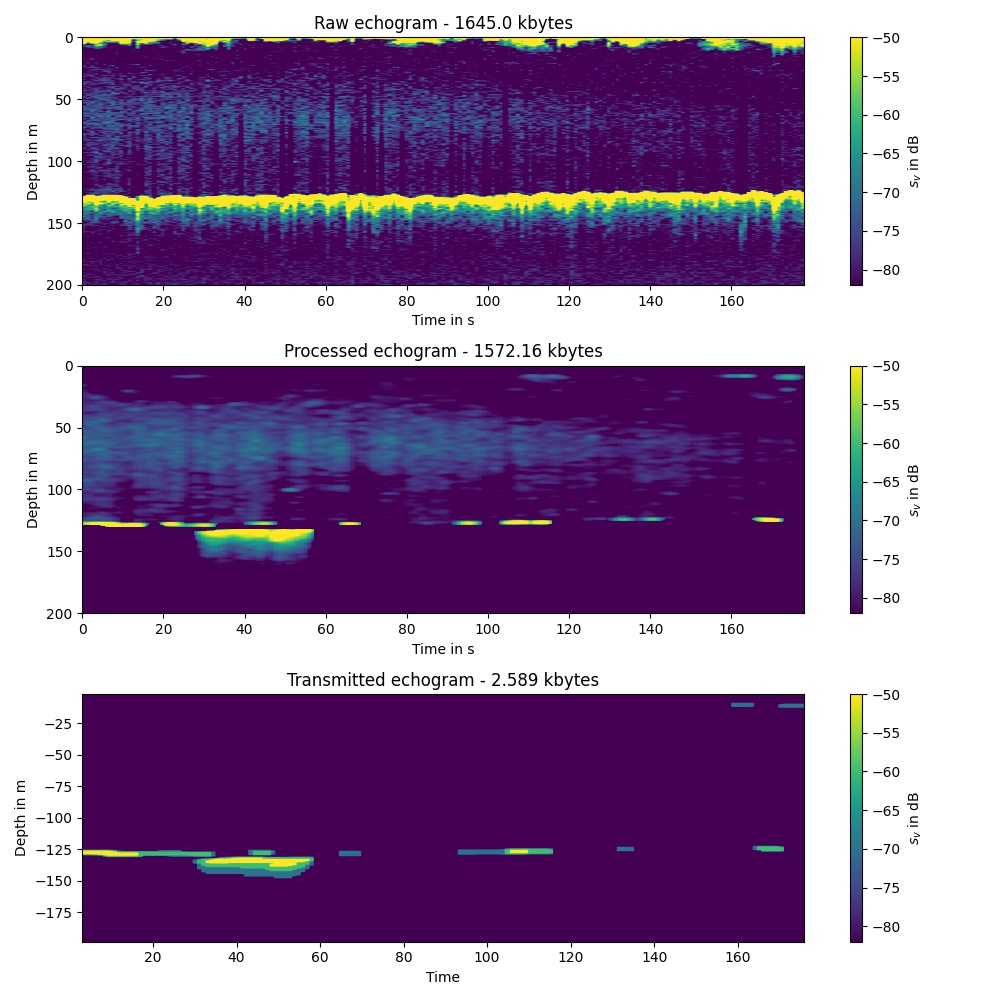 Raw echogram - 1645.0 kbytes
0
50
100
150
200
Depth in m
0 20 40 60 80 100 120 140 160
Time in s
−50
−55
−60
−65
−70
−75
−80
sv in dB
Processed echogram - 1572.16 kbytes
0
50
100
150
200
Depth in m
0 20 40 60 80 100 120 140 160
Time in s
−50
−55
−60
−65
−70
−75
−80
sv in dB
Transmitted echogram - 2.589 kbytes
−25
−50
−75
−100
−125
−150
−175
Depth in m
20 40 60 80 100 120 140 160
Time
−50
−55
−60
−65
−70
−75
−80
sv in dB